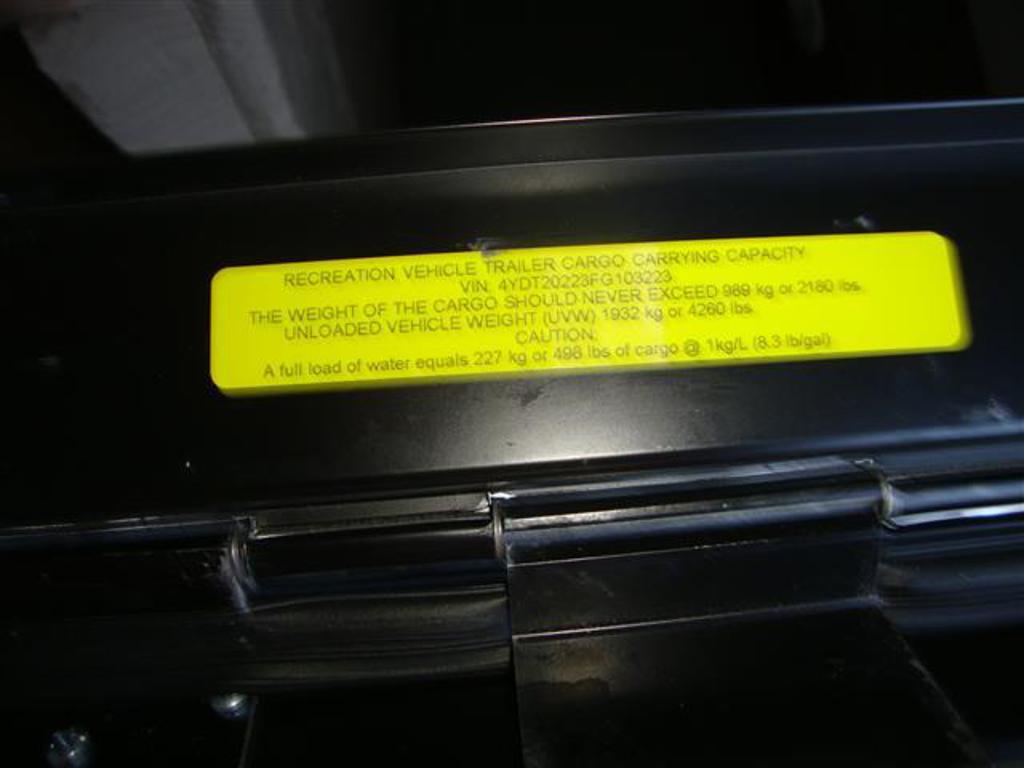 RECREATION VEHICLE TRAILER CARGO CARRYING CAPACITY
VIN: 4YDT20223FG103223
THE WEIGHT OF THE CARGO SHOULD NEVER EXCEED 989 kg or 2180 lbs.
UNLOADED VEHICLE WEIGHT (UVW) 1932 kg or 4260 lbs.
CAUTION:
A full load of water equals 227 kg or 498 lbs of cargo @ 1kg/L (8.3 lb/gal)